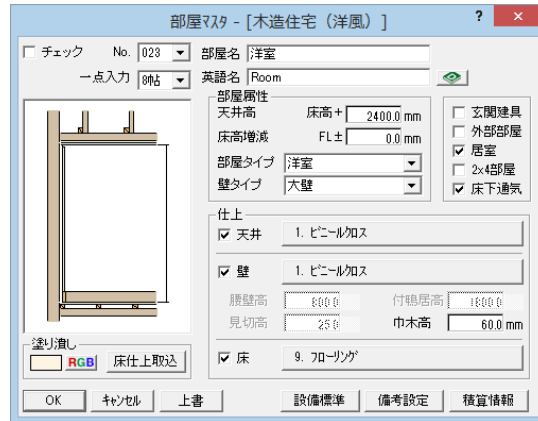 部屋ﾏｽﾀ - [木造住宅（洋風）]
? ×
チェック No. 023 部屋名 洋室
一点入力 8帖 英語名 Room
部屋属性
天井高 床高+ 2400.0 mm
床高増減 FL± 0.0 mm
部屋タイプ 洋室
壁タイプ 大壁
玄関建具
外部部屋
居室
2x4部屋
床下通気
仕上
天井 1. ﾋﾞﾆｰﾙｸﾛｽ
壁 1. ﾋﾞﾆｰﾙｸﾛｽ
腰壁高 800.0 付鴨居高 1800.0
見切高 25.0 巾木高 60.0 mm
床 9. ﾌﾛｰﾘﾝｸﾞ
塗り潰し
RGB 床仕上取込
OK ｷｬﾝｾﾙ 上書 設備標準 備考設定 積算情報